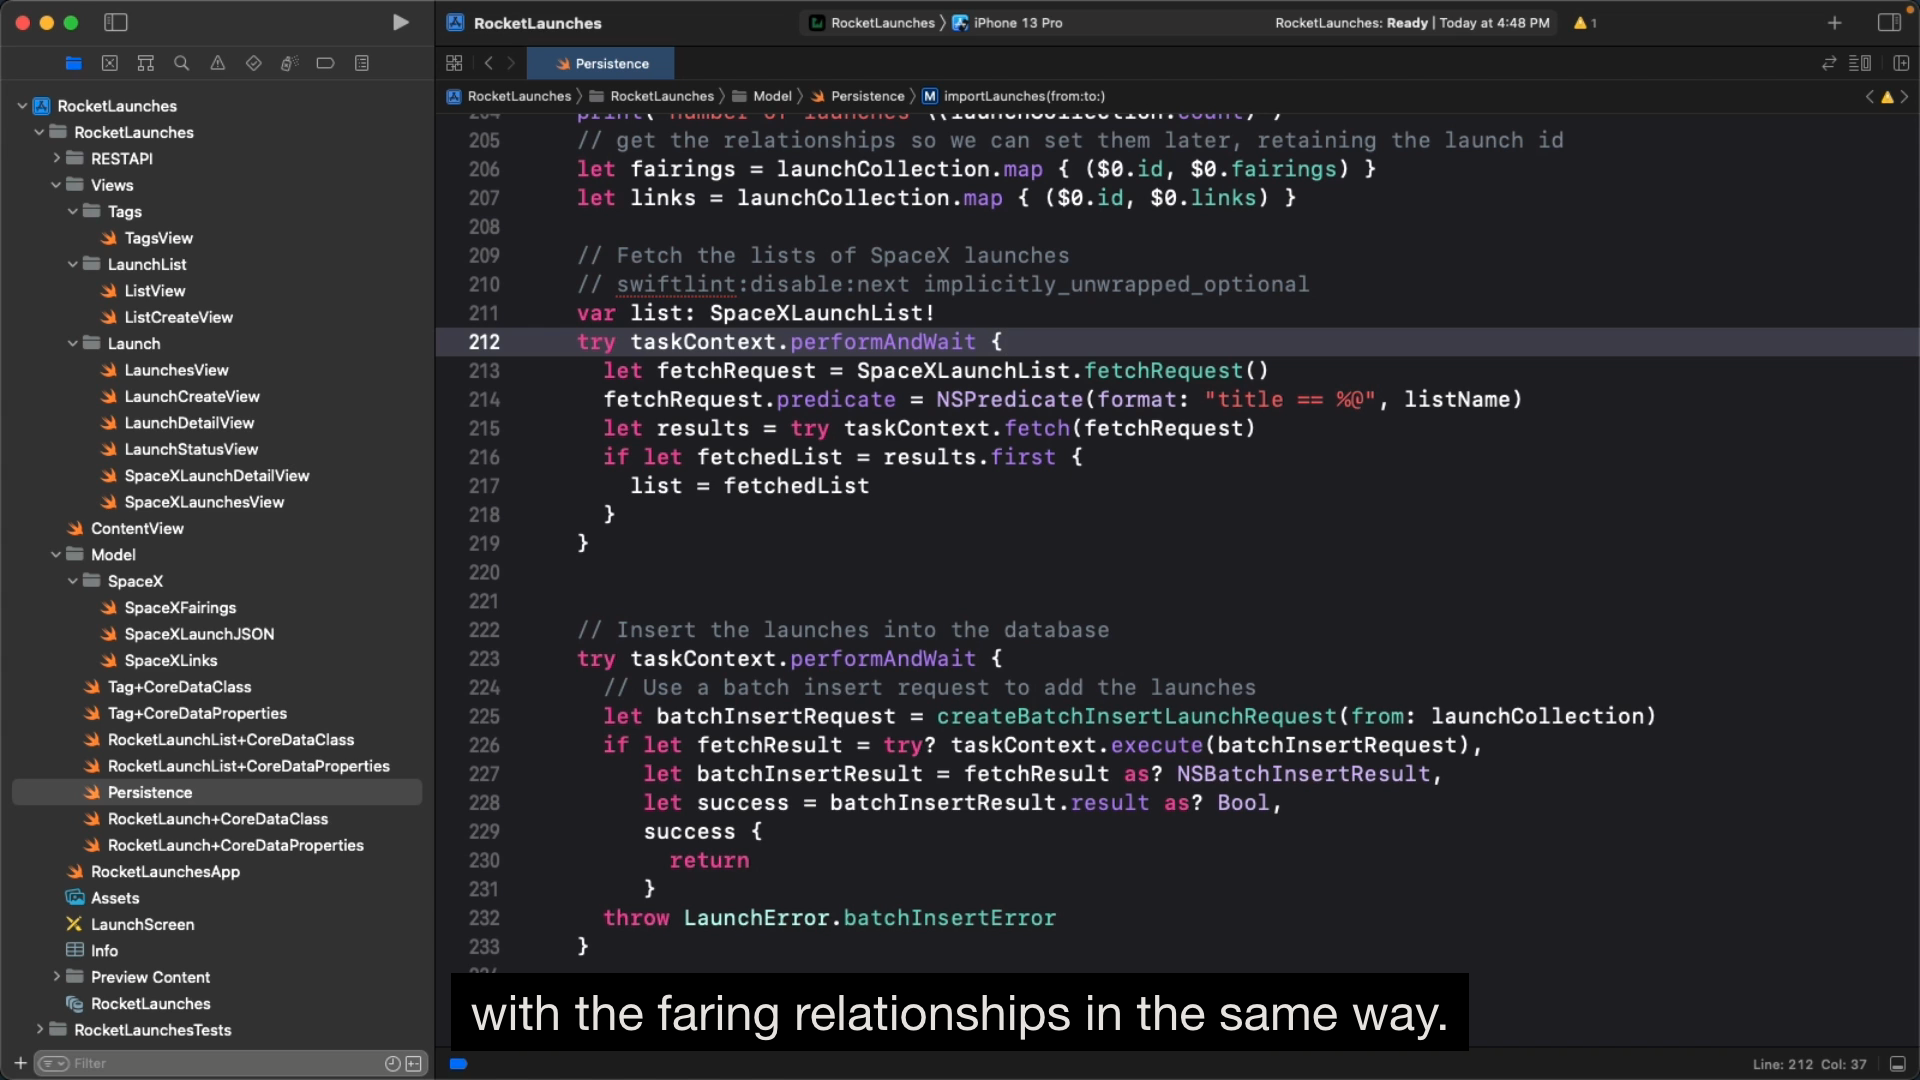 RocketLaunches
RocketLaunches
iPhone 13 Pro
RocketLaunches: Ready | Today at 4:48 PM
1
Persistence
RocketLaunches
RocketLaunches
Model
Persistence
M
importLaunches(from:to:)
RocketLaunches
RocketLaunches
RESTAPI
Views
Tags
TagsView
LaunchList
ListView
ListCreateView
Launch
LaunchesView
LaunchCreateView
LaunchDetailView
LaunchStatusView
SpaceXLaunchDetailView
SpaceXLaunchesView
ContentView
Model
SpaceX
SpaceXFairings
SpaceXLaunchJSON
SpaceXLinks
Tag+CoreDataClass
Tag+CoreDataProperties
RocketLaunchList+CoreDataClass
RocketLaunchList+CoreDataProperties
Persistence
RocketLaunch+CoreDataClass
RocketLaunch+CoreDataProperties
RocketLaunchesApp
Assets
LaunchScreen
Info
Preview Content
RocketLaunches
RocketLaunchesTests
Filter
205 // get the relationships so we can set them later, retaining the launch id
206 let fairings = launchCollection.map { ($0.id, $0.fairings) }
207 let links = launchCollection.map { ($0.id, $0.links) }
208
209 // Fetch the lists of SpaceX launches
210 // swiftlint:disable:next implicitly_unwrapped_optional
211 var list: SpaceXLaunchList!
212 try taskContext.performAndWait {
213 let fetchRequest = SpaceXLaunchList.fetchRequest()
214 fetchRequest.predicate = NSPredicate(format: "title == %@", listName)
215 let results = try taskContext.fetch(fetchRequest)
216 if let fetchedList = results.first {
217 list = fetchedList
218 }
219 }
220
221
222 // Insert the launches into the database
223 try taskContext.performAndWait {
224 // Use a batch insert request to add the launches
225 let batchInsertRequest = createBatchInsertLaunchRequest(from: launchCollection)
226 if let fetchResult = try? taskContext.execute(batchInsertRequest),
227 let batchInsertResult = fetchResult as? NSBatchInsertResult,
228 let success = batchInsertResult.result as? Bool,
229 success {
230 return
231 }
232 throw LaunchError.batchInsertError
233 }
with the faring relationships in the same way.
Line: 212 Col: 37